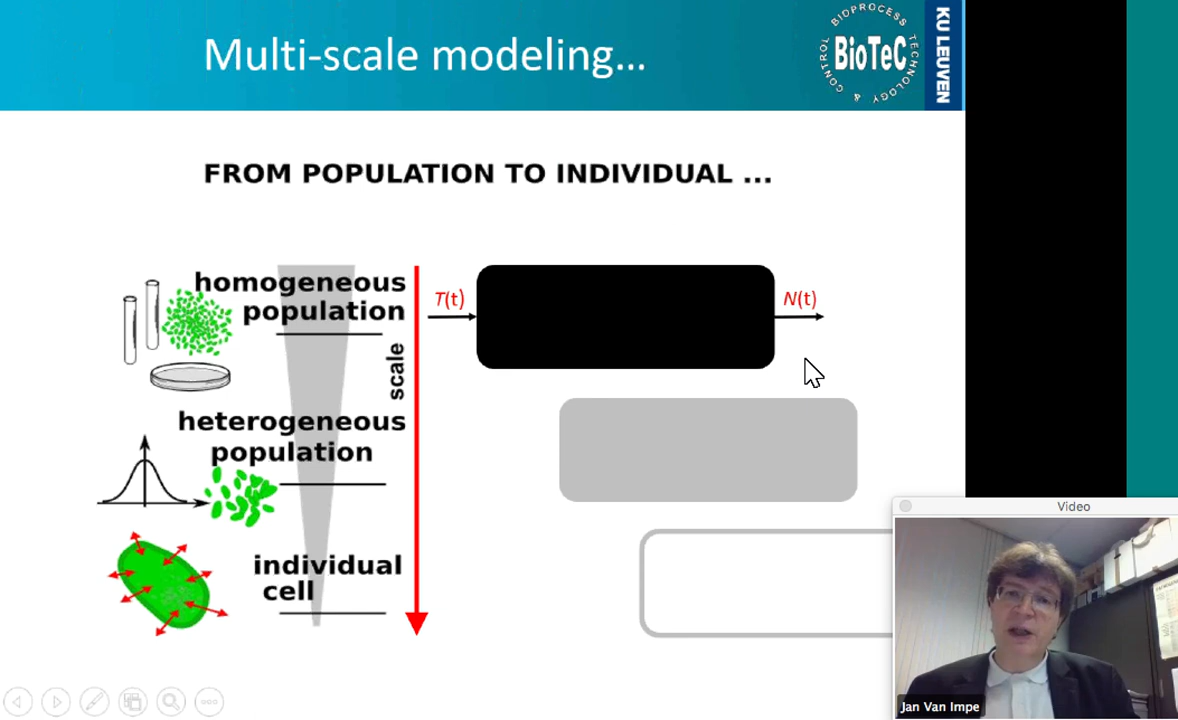 Multi-scale modeling...
BIOPROCESS TECHNOLOGY & CONTROL
BioTeC
KU LEUVEN
FROM POPULATION TO INDIVIDUAL ...
homogeneous
population
T(t)
N(t)
scale
heterogeneous
population
individual
cell
Video
Jan Van Impe